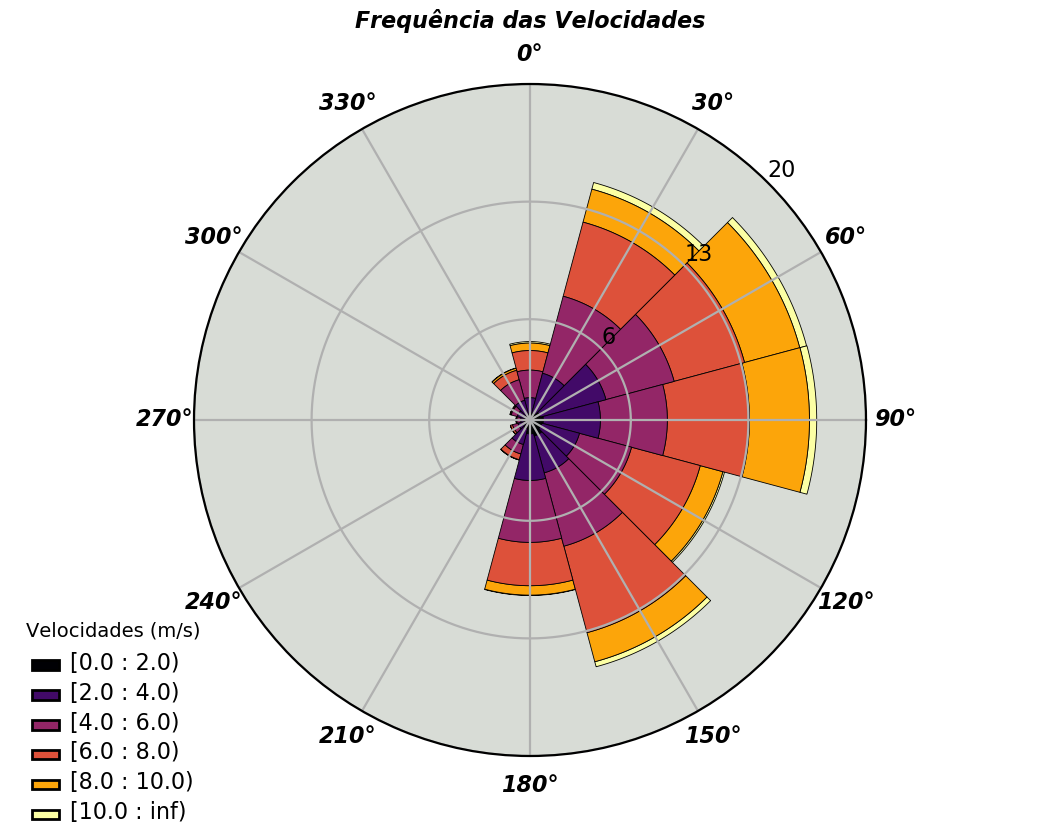 Frequência das Velocidades
0°
330°
30°
20
300°
60°
13
6
270°
90°
240°
120°
210°
150°
180°
Velocidades (m/s)
[0.0 : 2.0)
[2.0 : 4.0)
[4.0 : 6.0)
[6.0 : 8.0)
[8.0 : 10.0)
[10.0 : inf)